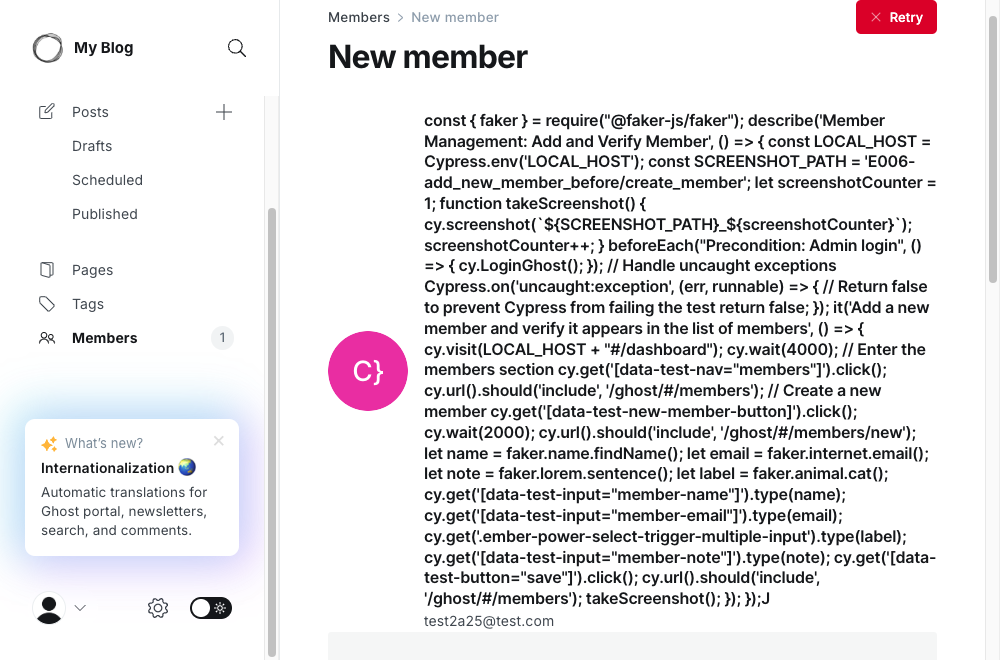 My Blog
Posts
Drafts
Scheduled
Published
Pages
Tags
Members
1
What's new?
Internationalization
Automatic translations for
Ghost portal, newsletters,
search, and comments.
Members > New member
Retry
New member
C}
const { faker } = require("@faker-js/faker"); describe('Member
Management: Add and Verify Member', () => { const LOCAL_HOST =
Cypress.env('LOCAL_HOST'); const SCREENSHOT_PATH = 'E006-
add_new_member_before/create_member'; let screenshotCounter =
1; function takeScreenshot() {
cy.screenshot(`${SCREENSHOT_PATH}_${screenshotCounter}`);
screenshotCounter++; } beforeEach("Precondition: Admin login", ()
=> { cy.LoginGhost(); }); // Handle uncaught exceptions
Cypress.on('uncaught:exception', (err, runnable) => { // Return false
to prevent Cypress from failing the test return false; }); it('Add a new
member and verify it appears in the list of members', () => {
cy.visit(LOCAL_HOST + "#/dashboard"); cy.wait(4000); // Enter the
members section cy.get('[data-test-nav="members"]').click();
cy.url().should('include', '/ghost/#/members'); // Create a new
member cy.get('[data-test-new-member-button]').click();
cy.wait(2000); cy.url().should('include', '/ghost/#/members/new');
let name = faker.name.findName(); let email = faker.internet.email();
let note = faker.lorem.sentence(); let label = faker.animal.cat();
cy.get('[data-test-input="member-name"]').type(name);
cy.get('[data-test-input="member-email"]').type(email);
cy.get('.ember-power-select-trigger-multiple-input').type(label);
cy.get('[data-test-input="member-note"]').type(note); cy.get('[data-
test-button="save"]').click(); cy.url().should('include',
'/ghost/#/members'); takeScreenshot(); }); });J
test2a25@test.com